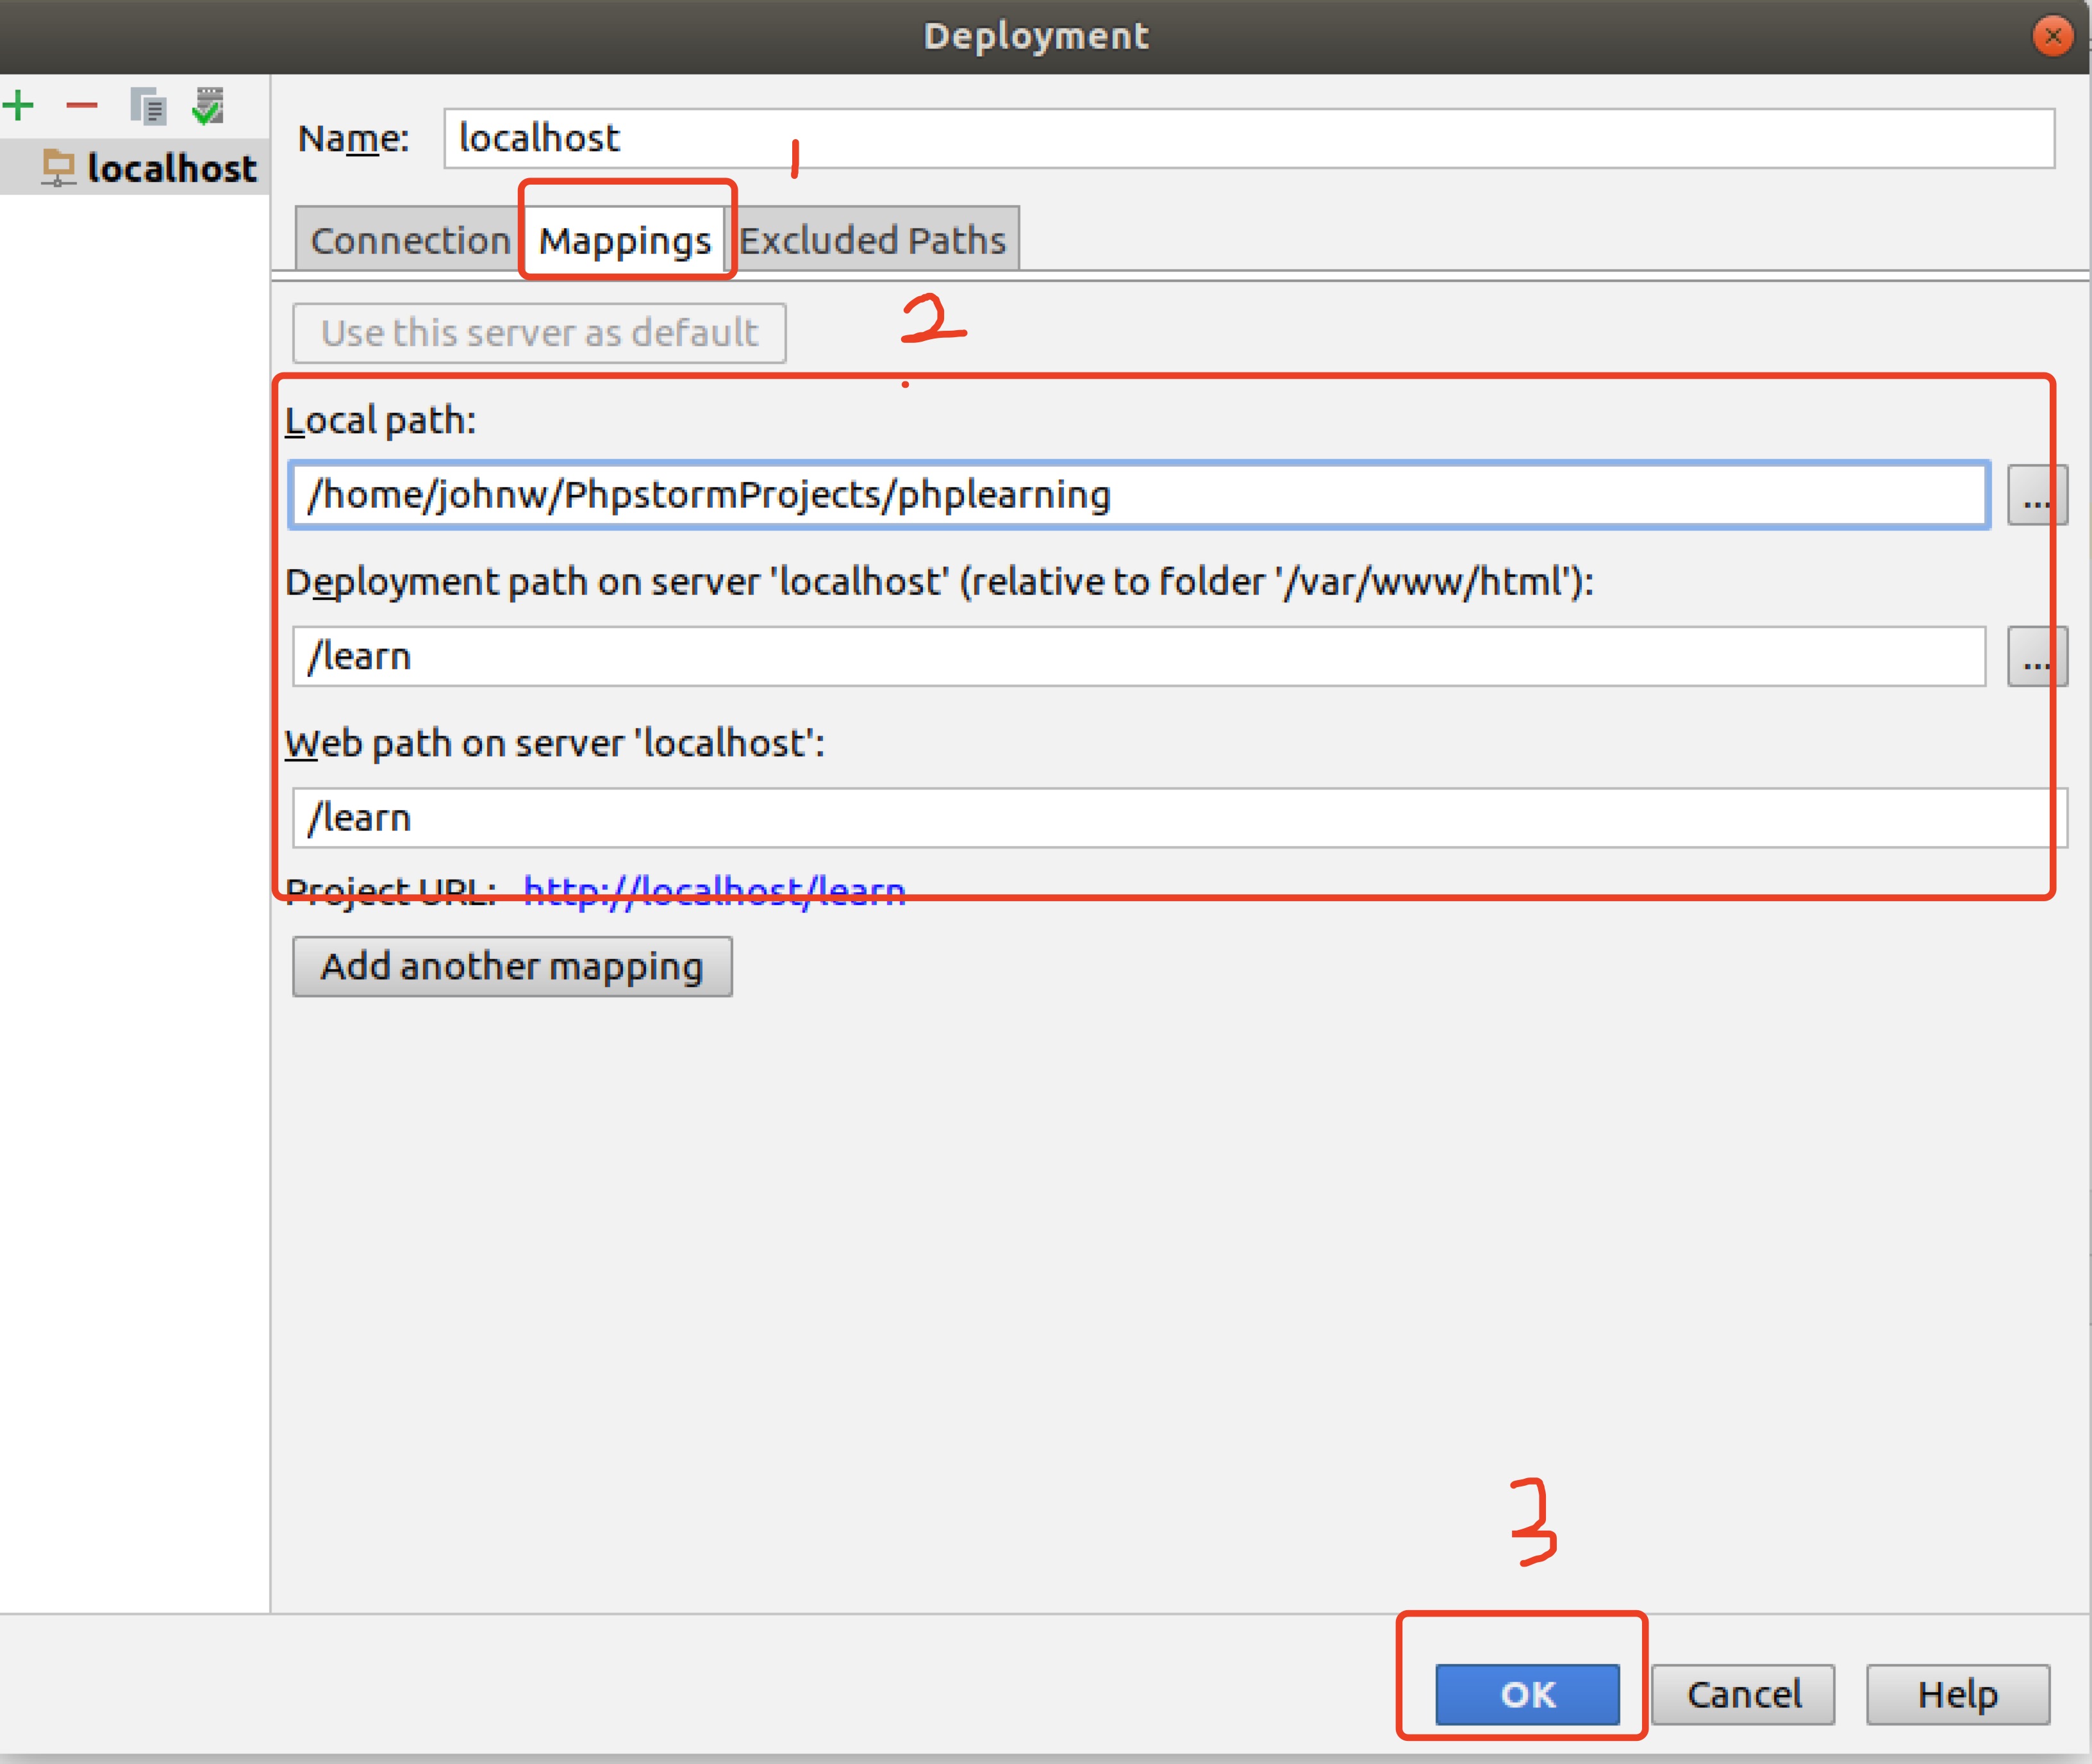 Deployment
localhost
Name: localhost
1
Connection Mappings Excluded Paths
Use this server as default
2
Local path:
/home/johnw/PhpstormProjects/phplearning
...
Deployment path on server 'localhost' (relative to folder '/var/www/html'):
/learn
...
Web path on server 'localhost':
/learn
Project URL: http://localhost/learn
Add another mapping
3
OK Cancel Help